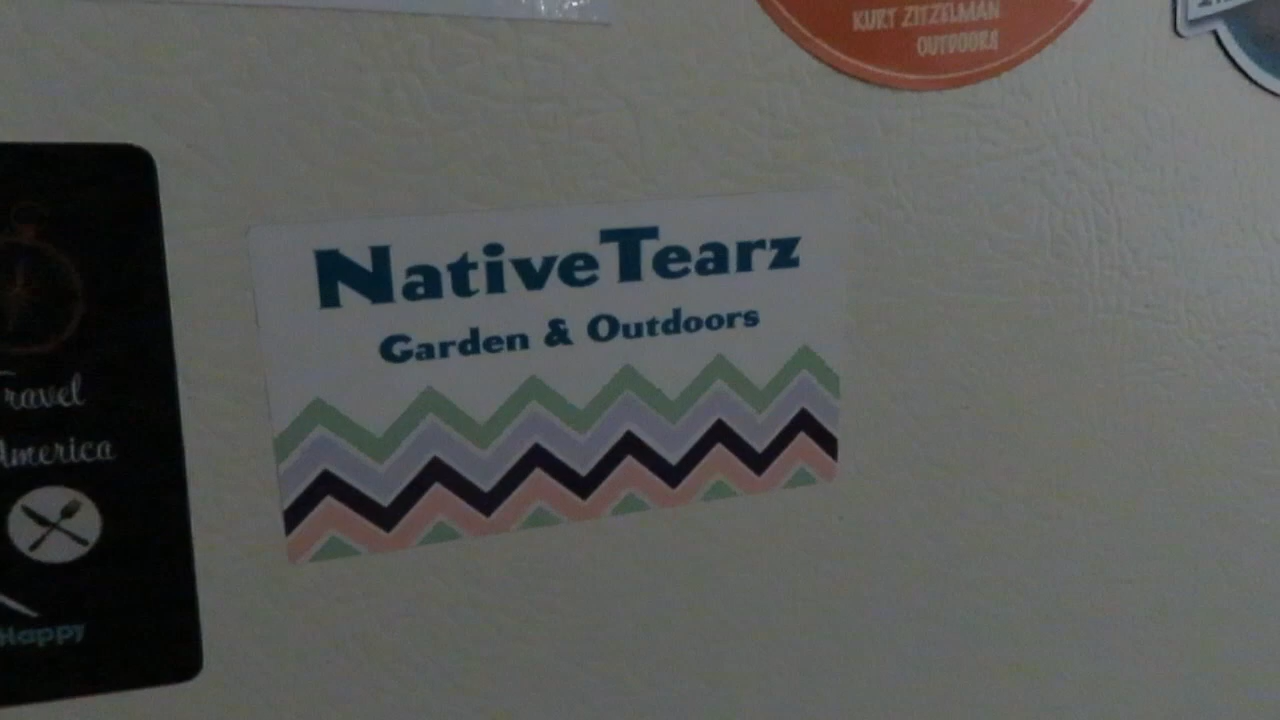 KURT ZITZELMAN
OUTDOORS
NativeTearz
Garden & Outdoors
Travel
America
Happy